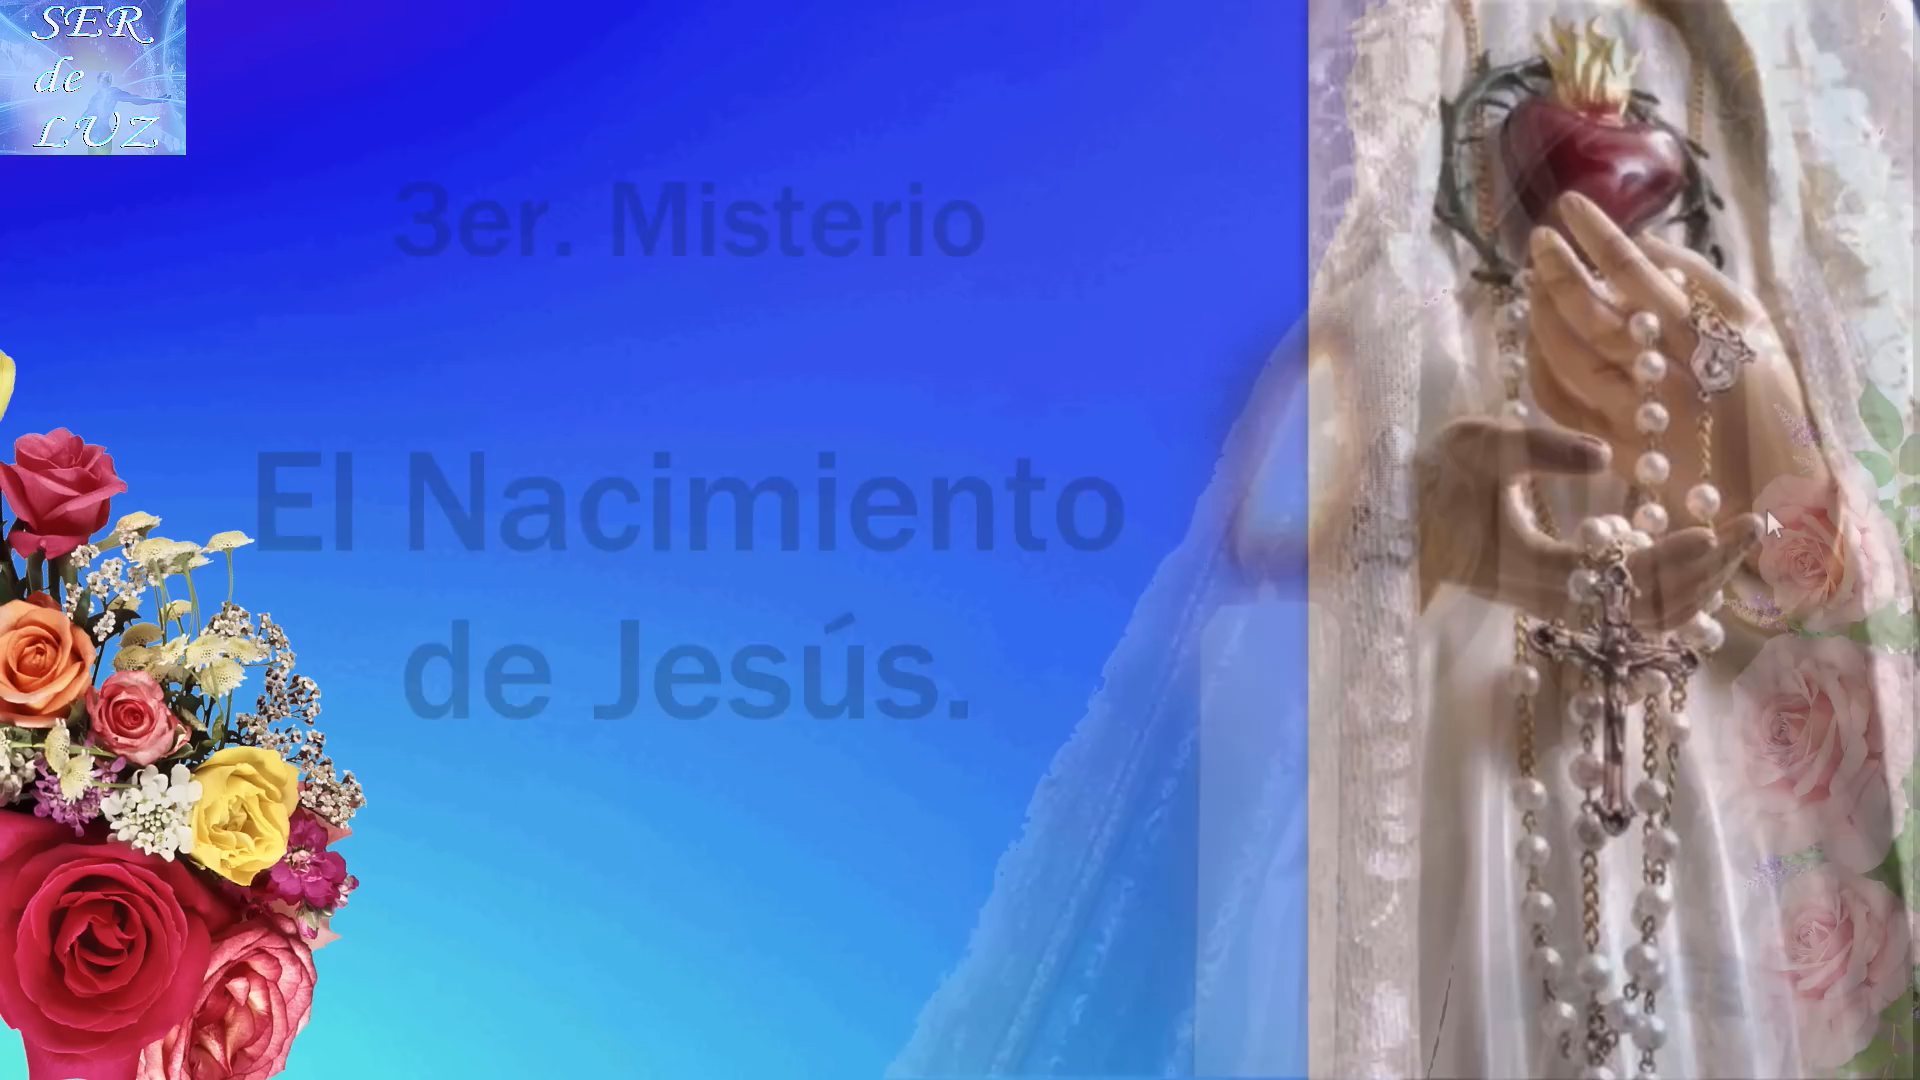 SER
de
LUZ
3er. Misterio
El Nacimiento
de Jesús.